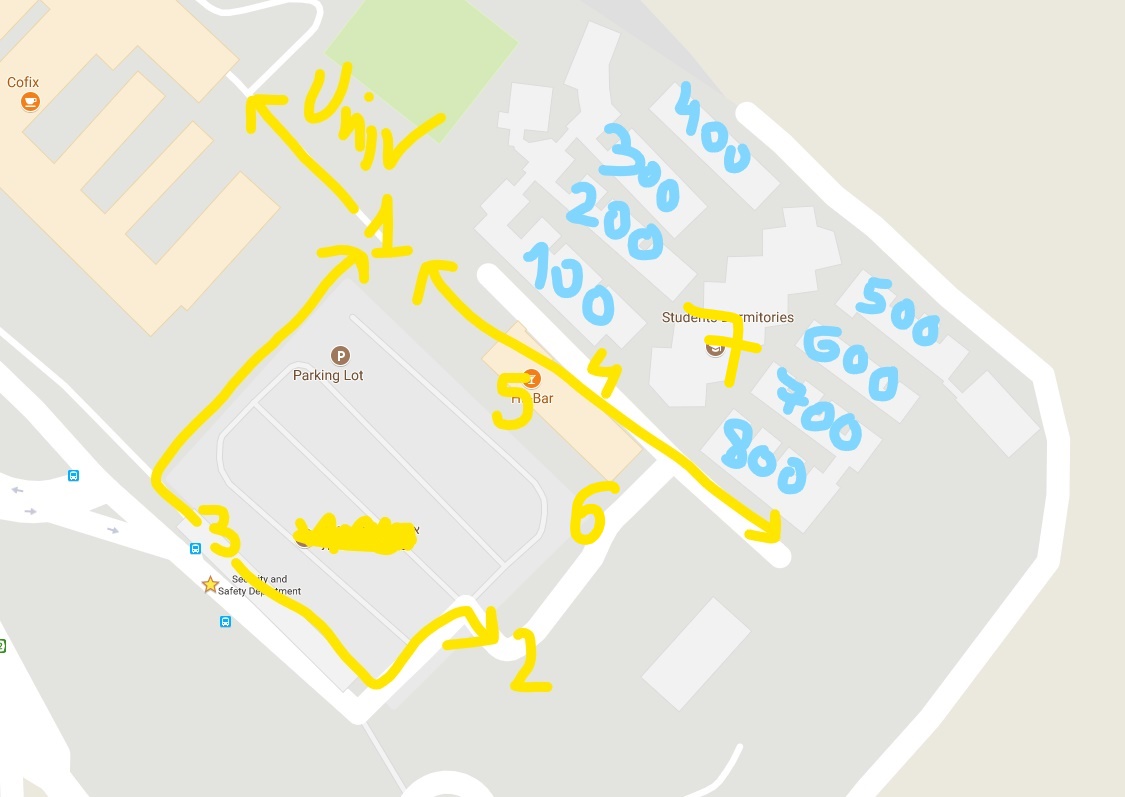 Cofix
Univ
400
300
200
1
100
500
Students Dormitories
7
600
Parking Lot
4
5
Bar
700
800
6
3
Security and
Safety Department
2